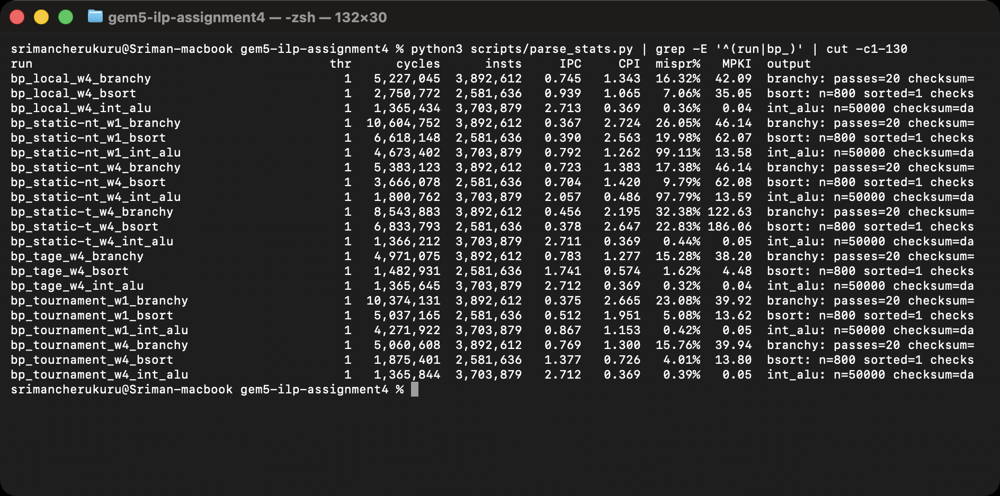 gem5-ilp-assignment4 — -zsh — 132×30
srimancherukuru@Sriman-macbook gem5-ilp-assignment4 % python3 scripts/parse_stats.py | grep -E '^(run|bp_)' | cut -c1-130
run thr cycles insts IPC CPI mispr% MPKI output
bp_local_w4_branchy 1 5,227,045 3,892,612 0.745 1.343 16.32% 42.09 branchy: passes=20 checksum=
bp_local_w4_bsort 1 2,750,772 2,581,636 0.939 1.065 7.06% 35.05 bsort: n=800 sorted=1 checks
bp_local_w4_int_alu 1 1,365,434 3,703,879 2.713 0.369 0.36% 0.04 int_alu: n=50000 checksum=da
bp_static-nt_w1_branchy 1 10,604,752 3,892,612 0.367 2.724 26.05% 46.14 branchy: passes=20 checksum=
bp_static-nt_w1_bsort 1 6,618,148 2,581,636 0.390 2.563 19.98% 62.07 bsort: n=800 sorted=1 checks
bp_static-nt_w1_int_alu 1 4,673,402 3,703,879 0.792 1.262 99.11% 13.58 int_alu: n=50000 checksum=da
bp_static-nt_w4_branchy 1 5,383,123 3,892,612 0.723 1.383 17.38% 46.14 branchy: passes=20 checksum=
bp_static-nt_w4_bsort 1 3,666,078 2,581,636 0.704 1.420 9.79% 62.08 bsort: n=800 sorted=1 checks
bp_static-nt_w4_int_alu 1 1,800,762 3,703,879 2.057 0.486 97.79% 13.59 int_alu: n=50000 checksum=da
bp_static-t_w4_branchy 1 8,543,883 3,892,612 0.456 2.195 32.38% 122.63 branchy: passes=20 checksum=
bp_static-t_w4_bsort 1 6,833,793 2,581,636 0.378 2.647 22.83% 186.06 bsort: n=800 sorted=1 checks
bp_static-t_w4_int_alu 1 1,366,212 3,703,879 2.711 0.369 0.44% 0.05 int_alu: n=50000 checksum=da
bp_tage_w4_branchy 1 4,971,075 3,892,612 0.783 1.277 15.28% 38.20 branchy: passes=20 checksum=
bp_tage_w4_bsort 1 1,482,931 2,581,636 1.741 0.574 1.62% 4.48 bsort: n=800 sorted=1 checks
bp_tage_w4_int_alu 1 1,365,645 3,703,879 2.712 0.369 0.32% 0.04 int_alu: n=50000 checksum=da
bp_tournament_w1_branchy 1 10,374,131 3,892,612 0.375 2.665 23.08% 39.92 branchy: passes=20 checksum=
bp_tournament_w1_bsort 1 5,037,165 2,581,636 0.512 1.951 5.08% 13.62 bsort: n=800 sorted=1 checks
bp_tournament_w1_int_alu 1 4,271,922 3,703,879 0.867 1.153 0.42% 0.05 int_alu: n=50000 checksum=da
bp_tournament_w4_branchy 1 5,060,608 3,892,612 0.769 1.300 15.76% 39.94 branchy: passes=20 checksum=
bp_tournament_w4_bsort 1 1,875,401 2,581,636 1.377 0.726 4.01% 13.80 bsort: n=800 sorted=1 checks
bp_tournament_w4_int_alu 1 1,365,844 3,703,879 2.712 0.369 0.39% 0.05 int_alu: n=50000 checksum=da
srimancherukuru@Sriman-macbook gem5-ilp-assignment4 %